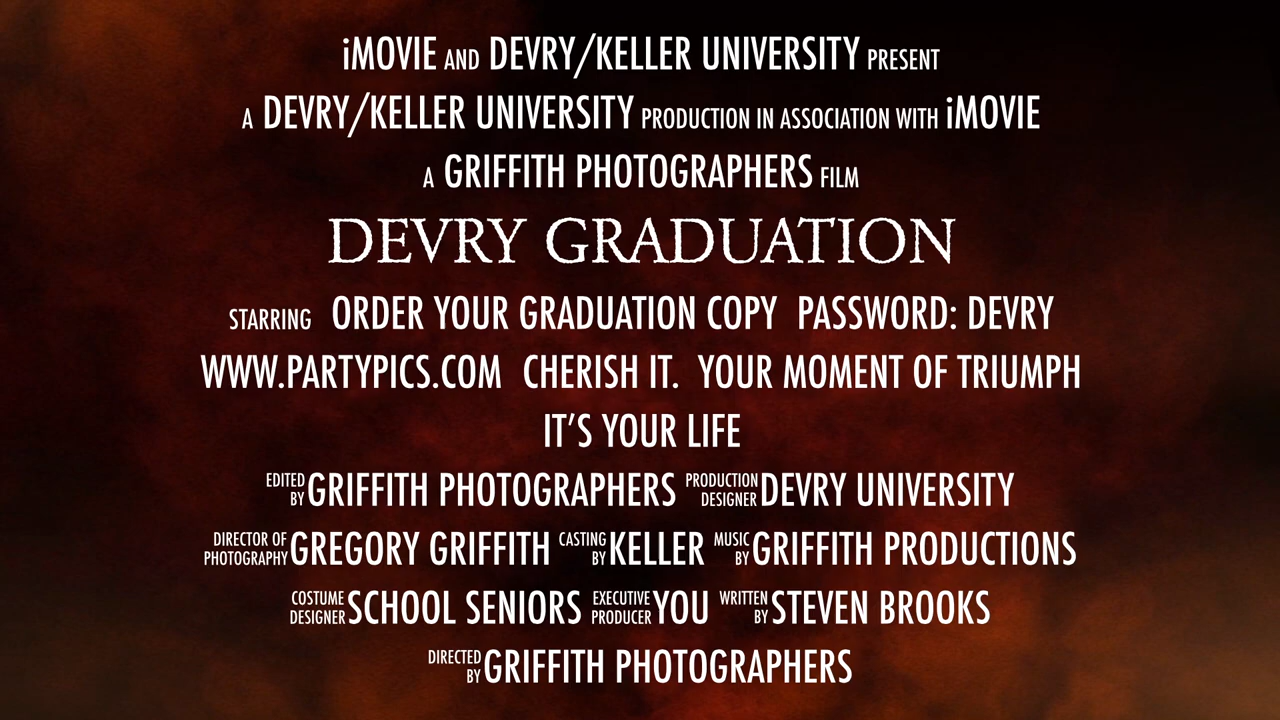 iMOVIE AND DEVRY/KELLER UNIVERSITY PRESENT
A DEVRY/KELLER UNIVERSITY PRODUCTION IN ASSOCIATION WITH iMOVIE
A GRIFFITH PHOTOGRAPHERS FILM
DEVRY GRADUATION
STARRING ORDER YOUR GRADUATION COPY PASSWORD: DEVRY
WWW.PARTYPICS.COM CHERISH IT. YOUR MOMENT OF TRIUMPH
IT'S YOUR LIFE
EDITED BY GRIFFITH PHOTOGRAPHERS PRODUCTION DESIGNER DEVRY UNIVERSITY
DIRECTOR OF PHOTOGRAPHY GREGORY GRIFFITH CASTING BY KELLER MUSIC BY GRIFFITH PRODUCTIONS
COSTUME DESIGNER SCHOOL SENIORS EXECUTIVE PRODUCER YOU WRITTEN BY STEVEN BROOKS
DIRECTED BY GRIFFITH PHOTOGRAPHERS